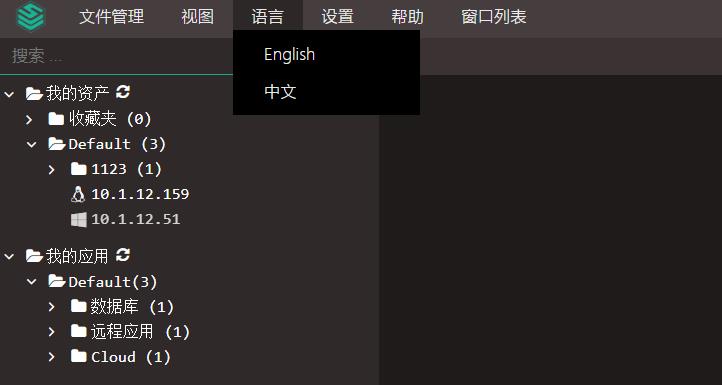 文件管理 视图 语言 设置 帮助 窗口列表
English
搜索 ...
中文
我的资产
收藏夹 (0)
Default (3)
1123 (1)
10.1.12.159
10.1.12.51
我的应用
Default(3)
数据库 (1)
远程应用 (1)
Cloud (1)